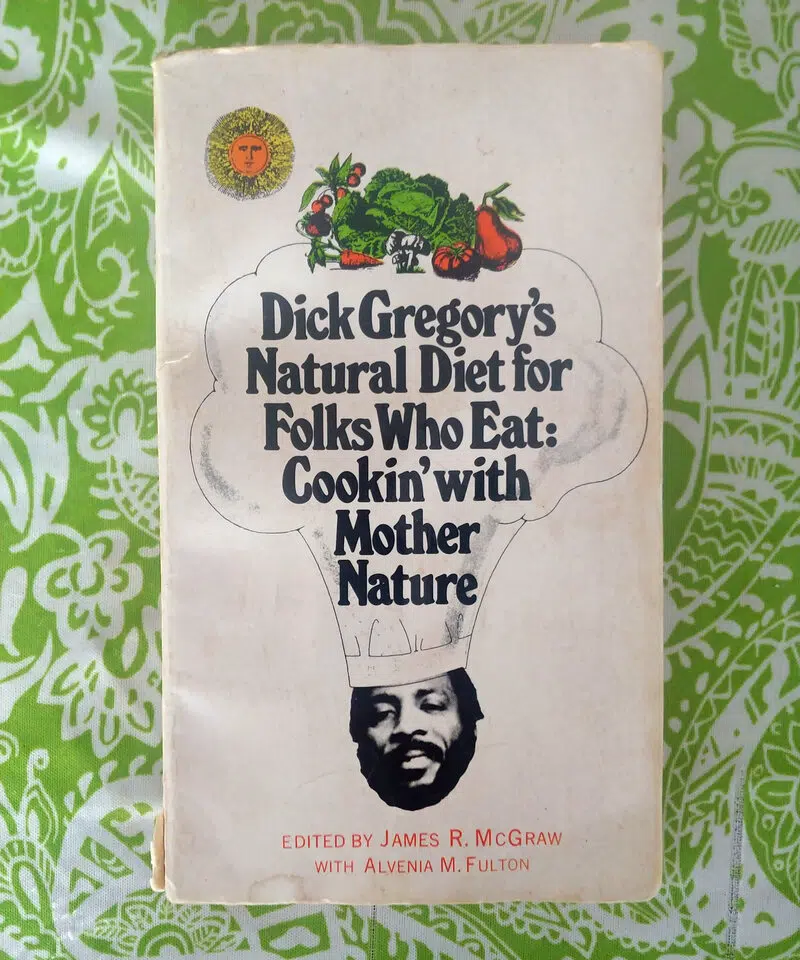 Dick Gregory's
Natural Diet for
Folks Who Eat:
Cookin' with
Mother
Nature
EDITED BY JAMES R. MCGRAW
WITH ALVENIA M. FULTON